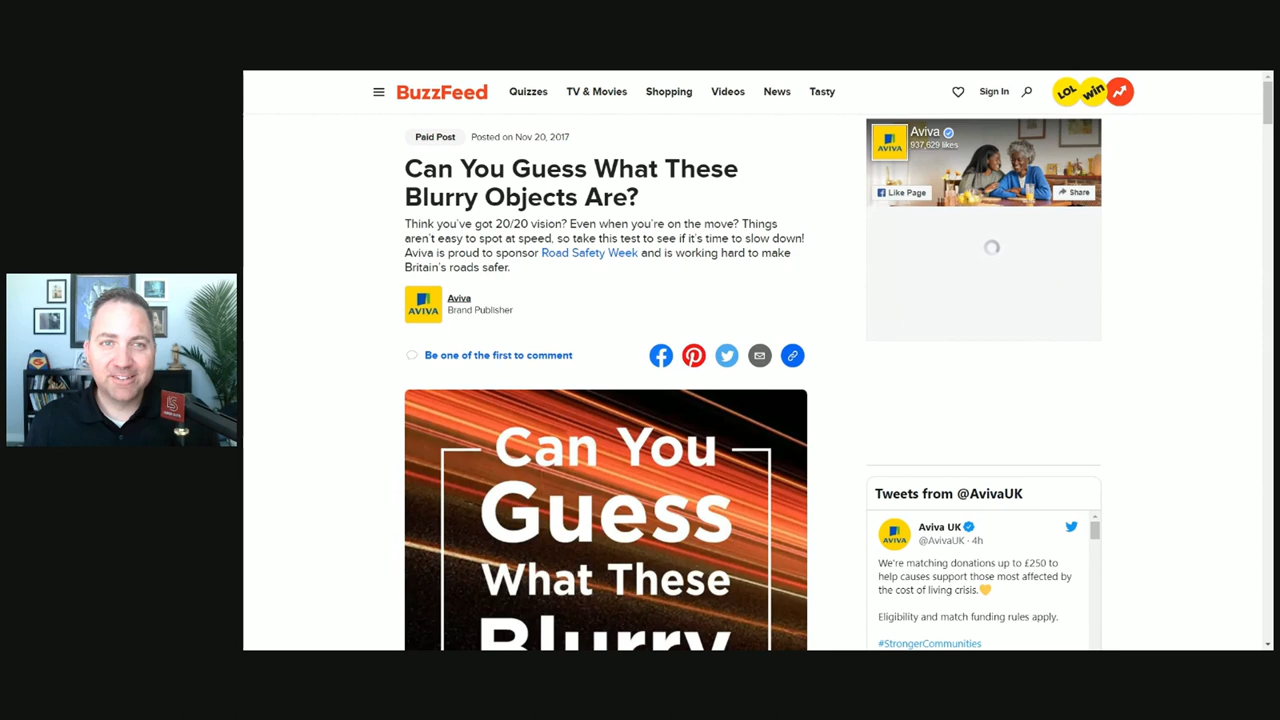 BuzzFeed
Quizzes
TV & Movies
Shopping
Videos
News
Tasty
Sign In
LOL
win
Paid Post
Posted on Nov 20, 2017
Can You Guess What These
Blurry Objects Are?
Think you've got 20/20 vision? Even when you're on the move? Things
aren't easy to spot at speed, so take this test to see if it's time to slow down!
Aviva is proud to sponsor Road Safety Week and is working hard to make
Britain's roads safer.
AVIVA
Aviva
Brand Publisher
Be one of the first to comment
Can You
Guess
What These
Blurry
AVIVA
Aviva
937,629 likes
Like Page
Share
Tweets from @AvivaUK
AVIVA
Aviva UK
@AvivaUK · 4h
We're matching donations up to £250 to
help causes support those most affected by
the cost of living crisis.💛
Eligibility and match funding rules apply.
#StrongerCommunities